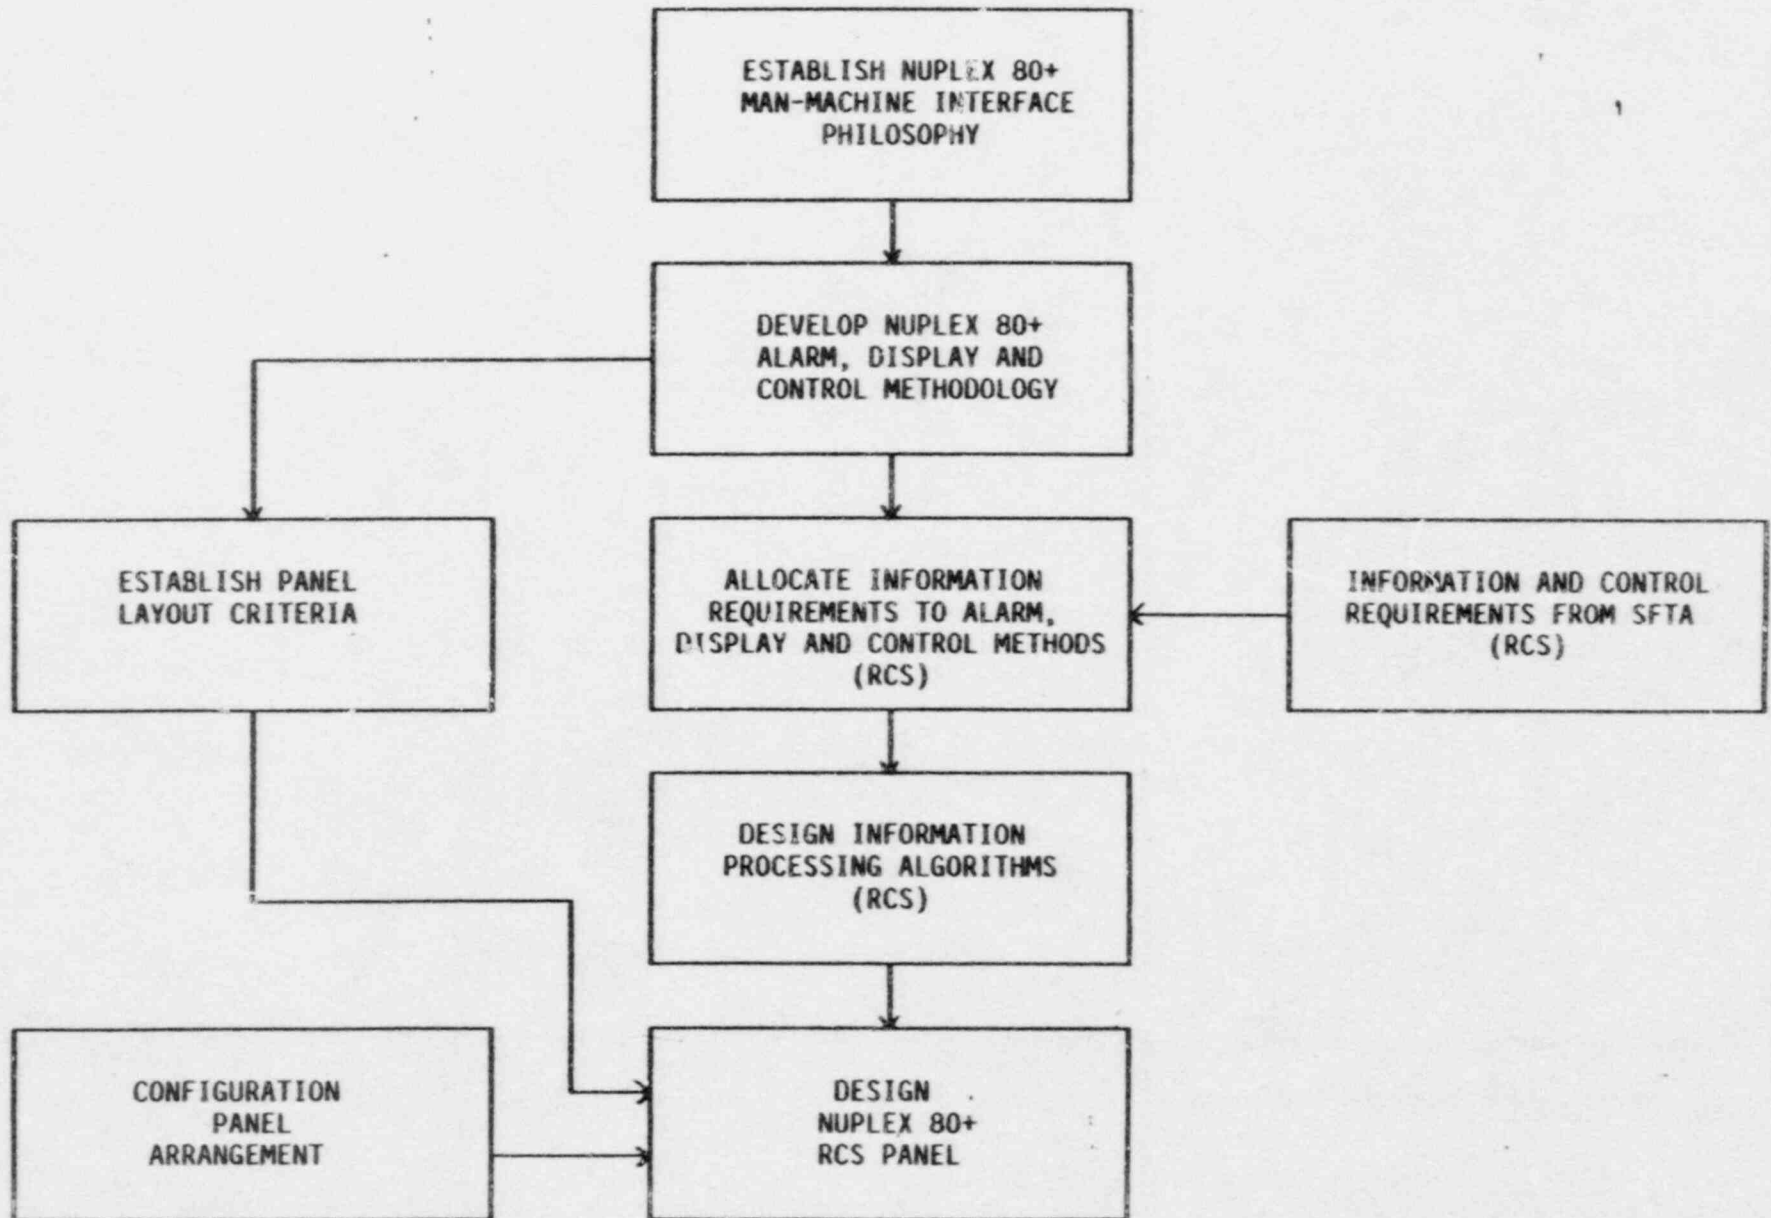 ESTABLISH NUPLEX 80+
MAN-MACHINE INTERFACE
PHILOSOPHY
DEVELOP NUPLEX 80+
ALARM, DISPLAY AND
CONTROL METHODOLOGY
ESTABLISH PANEL
LAYOUT CRITERIA
ALLOCATE INFORMATION
REQUIREMENTS TO ALARM,
DISPLAY AND CONTROL METHODS
(RCS)
INFORMATION AND CONTROL
REQUIREMENTS FROM SFTA
(RCS)
DESIGN INFORMATION
PROCESSING ALGORITHMS
(RCS)
CONFIGURATION
PANEL
ARRANGEMENT
DESIGN
NUPLEX 80+
RCS PANEL